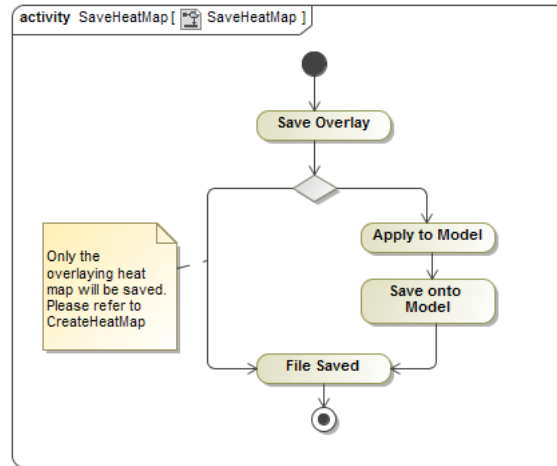 activity SaveHeatMap [ SaveHeatMap ]
Save Overlay
Apply to Model
Only the
overlaying heat
map will be saved.
Please refer to
CreateHeatMap
Save onto
Model
File Saved